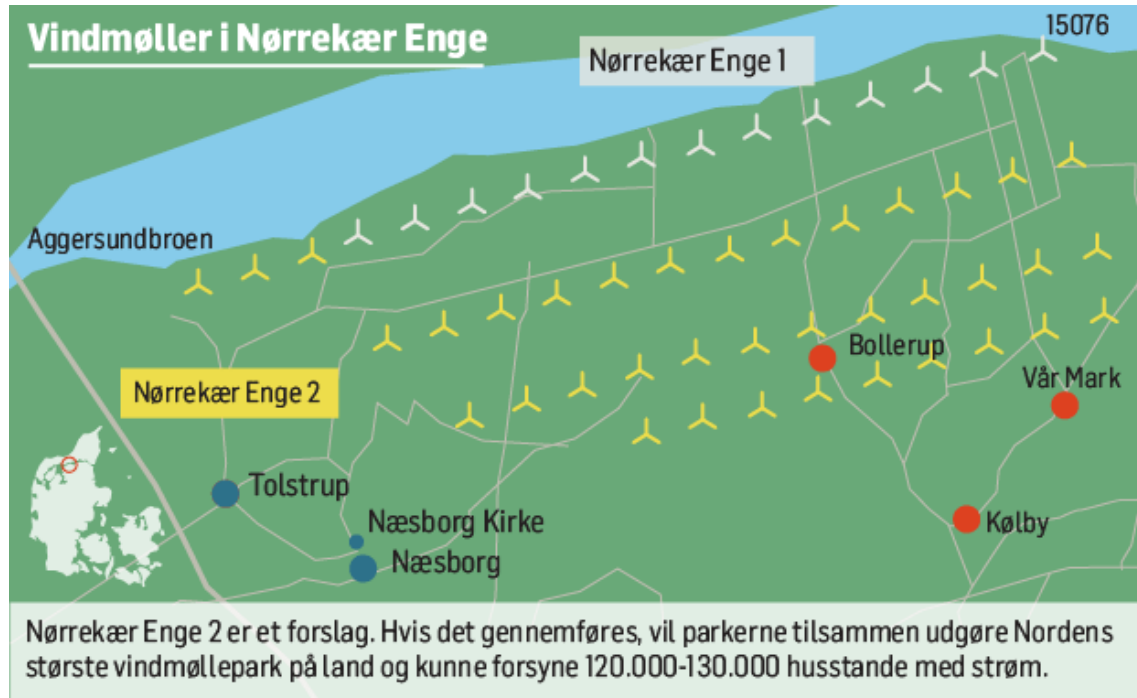 Vindmøller i Nørrekær Enge
15076
Nørrekær Enge 1
Aggersundbroen
Bollerup
Vår Mark
Nørrekær Enge 2
Tolstrup
Næsborg Kirke
Kølby
Næsborg
Nørrekær Enge 2 er et forslag. Hvis det gennemføres, vil parkerne tilsammen udgøre Nordens
største vindmøllepark på land og kunne forsyne 120.000-130.000 husstande med strøm.